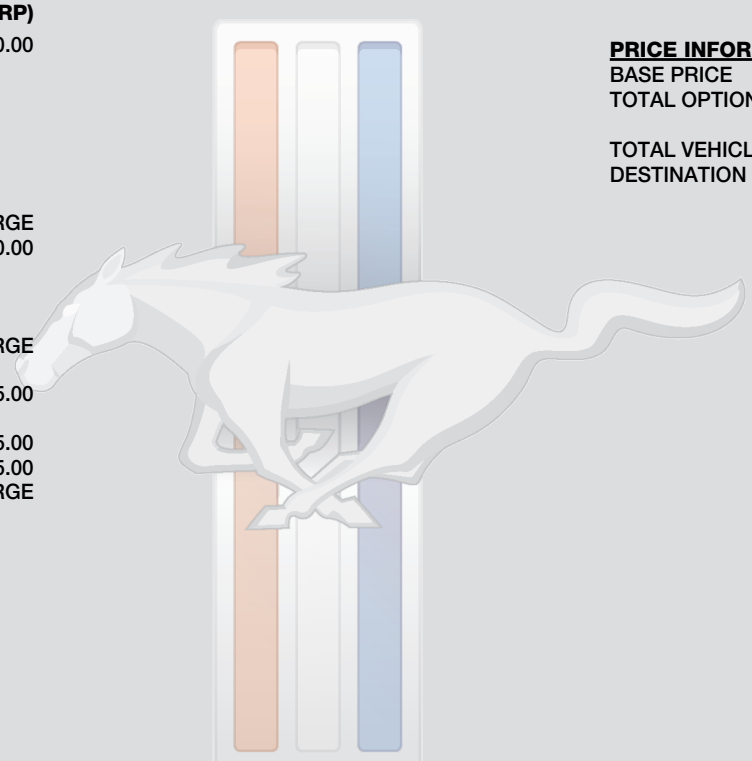 RP)
0.00
RGE
0.00
RGE
5.00
5.00
5.00
RGE
PRICE INFOR
BASE PRICE
TOTAL OPTION
TOTAL VEHICL
DESTINATION